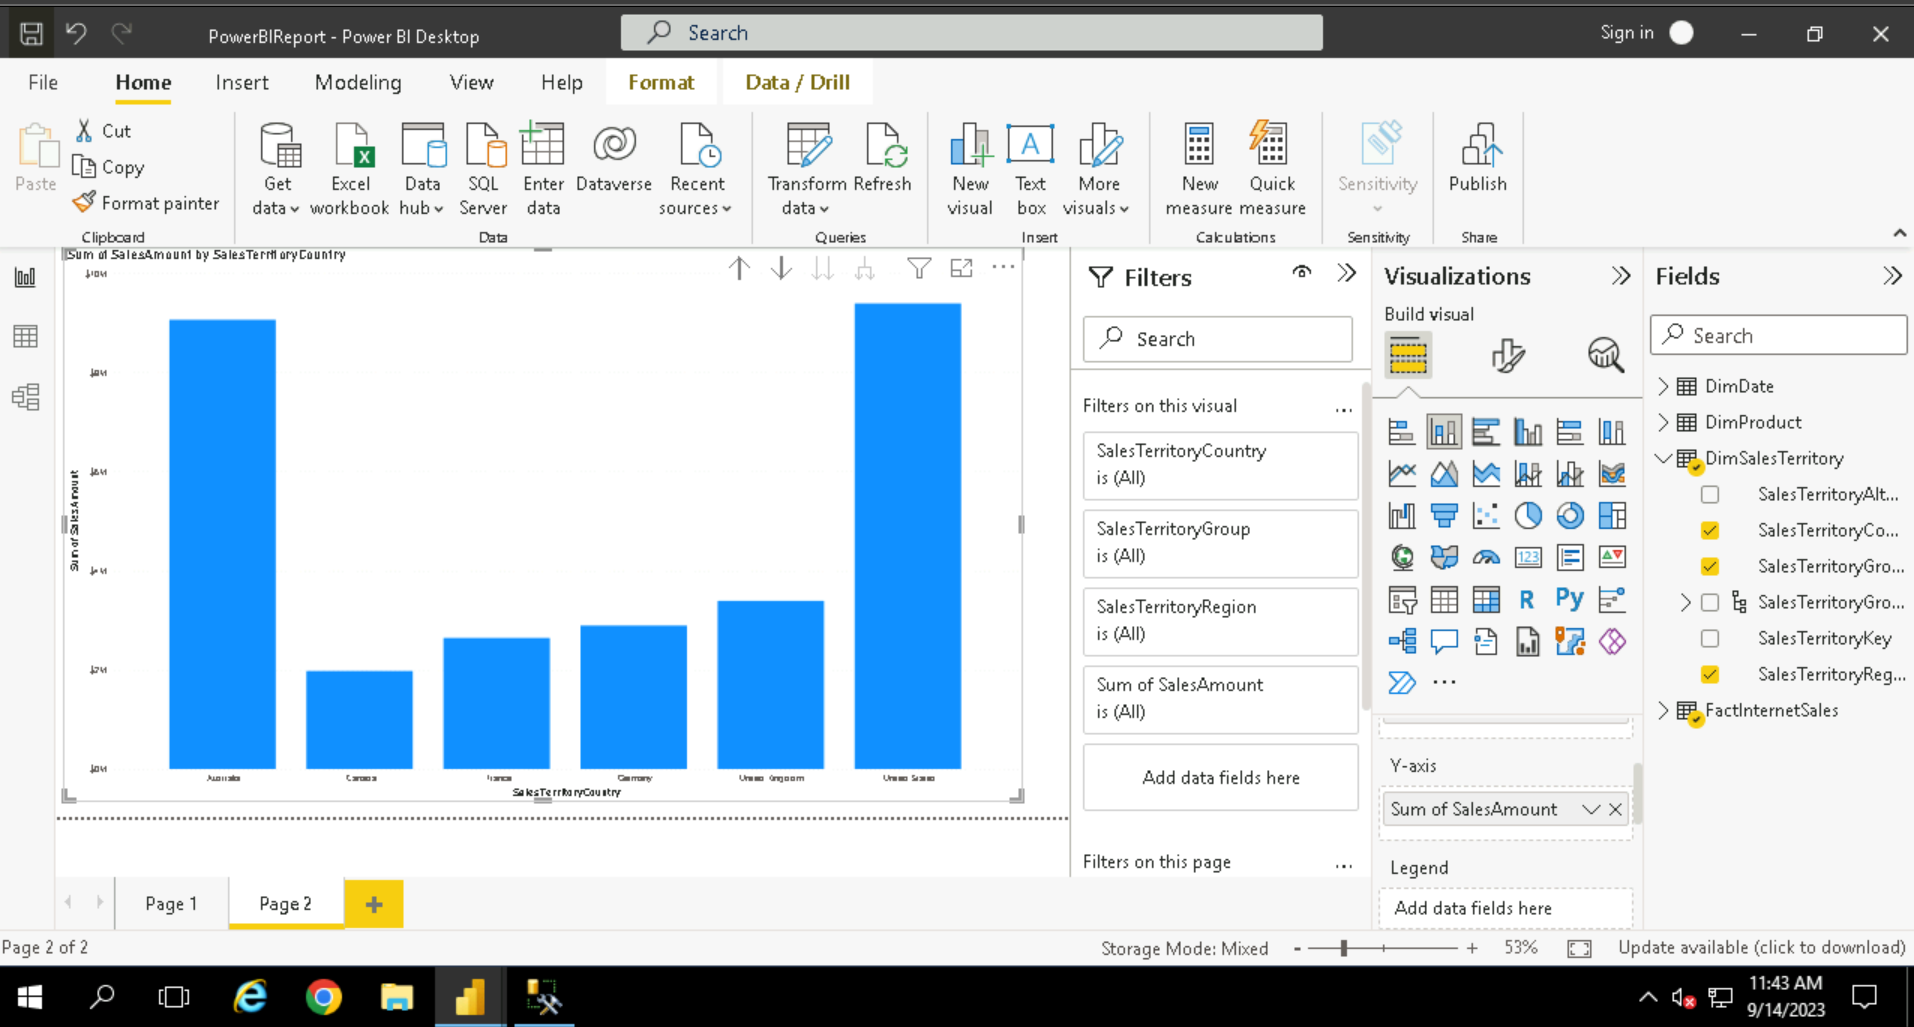 PowerBIReport - Power BI Desktop
Search
Sign in
File
Home
Insert
Modeling
View
Help
Format
Data / Drill
Paste
Cut
Copy
Format painter
Clipboard
Get data
Excel workbook
Data hub
SQL Server
Enter data
Dataverse
Recent sources
Data
Transform data
Refresh
Queries
New visual
Text box
More visuals
Insert
New measure
Quick measure
Calculations
Sensitivity
Sensitivity
Publish
Share
Sum of SalesAmount by SalesTerritoryCountry
$10M
$8M
$6M
$4M
$2M
$0M
Sum of SalesAmount
Australia
Canada
France
Germany
United Kingdom
United States
SalesTerritoryCountry
Filters
Search
Filters on this visual
...
SalesTerritoryCountry
is (All)
SalesTerritoryGroup
is (All)
SalesTerritoryRegion
is (All)
Sum of SalesAmount
is (All)
Add data fields here
Filters on this page
...
Visualizations
Build visual
123
R
Py
...
Y-axis
Sum of SalesAmount
Legend
Add data fields here
Fields
Search
DimDate
DimProduct
DimSalesTerritory
SalesTerritoryAlt...
SalesTerritoryCo...
SalesTerritoryGro...
SalesTerritoryGro...
SalesTerritoryKey
SalesTerritoryReg...
FactInternetSales
Page 1
Page 2
Page 2 of 2
Storage Mode: Mixed
- + 53%
Update available (click to download)
11:43 AM
9/14/2023